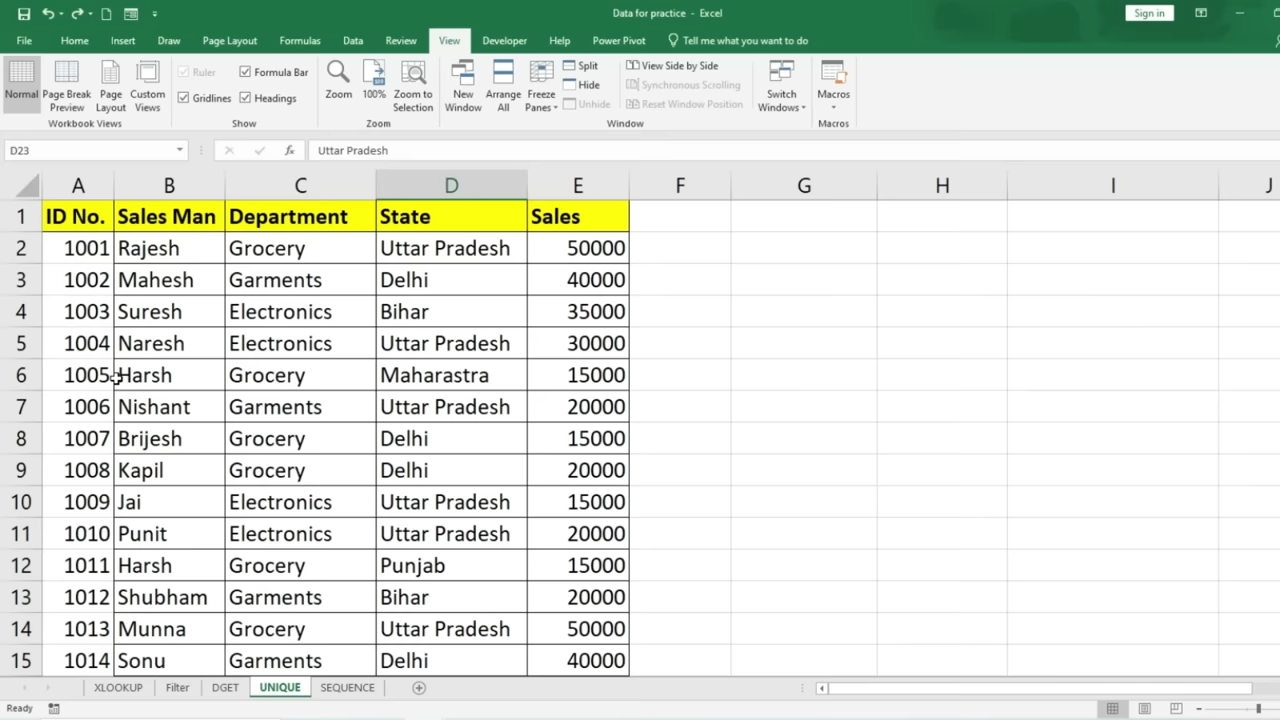 Data for practice - Excel
Sign in
File Home Insert Draw Page Layout Formulas Data Review View Developer Help Power Pivot Tell me what you want to do
Normal
Page Break Preview
Page Layout
Custom Views
Workbook Views
Ruler
Formula Bar
Gridlines
Headings
Show
Zoom
100%
Zoom to Selection
Zoom
New Window
Arrange All
Freeze Panes
Split
Hide
Unhide
View Side by Side
Synchronous Scrolling
Reset Window Position
Switch Windows
Window
Macros
Macros
D23 fx Uttar Pradesh
A B C D E F G H I J
1 ID No. Sales Man Department State Sales
2 1001 Rajesh Grocery Uttar Pradesh 50000
3 1002 Mahesh Garments Delhi 40000
4 1003 Suresh Electronics Bihar 35000
5 1004 Naresh Electronics Uttar Pradesh 30000
6 1005 Harsh Grocery Maharastra 15000
7 1006 Nishant Garments Uttar Pradesh 20000
8 1007 Brijesh Grocery Delhi 15000
9 1008 Kapil Grocery Delhi 20000
10 1009 Jai Electronics Uttar Pradesh 15000
11 1010 Punit Electronics Uttar Pradesh 20000
12 1011 Harsh Grocery Punjab 15000
13 1012 Shubham Garments Bihar 20000
14 1013 Munna Grocery Uttar Pradesh 50000
15 1014 Sonu Garments Delhi 40000
XLOOKUP Filter DGET UNIQUE SEQUENCE
Ready